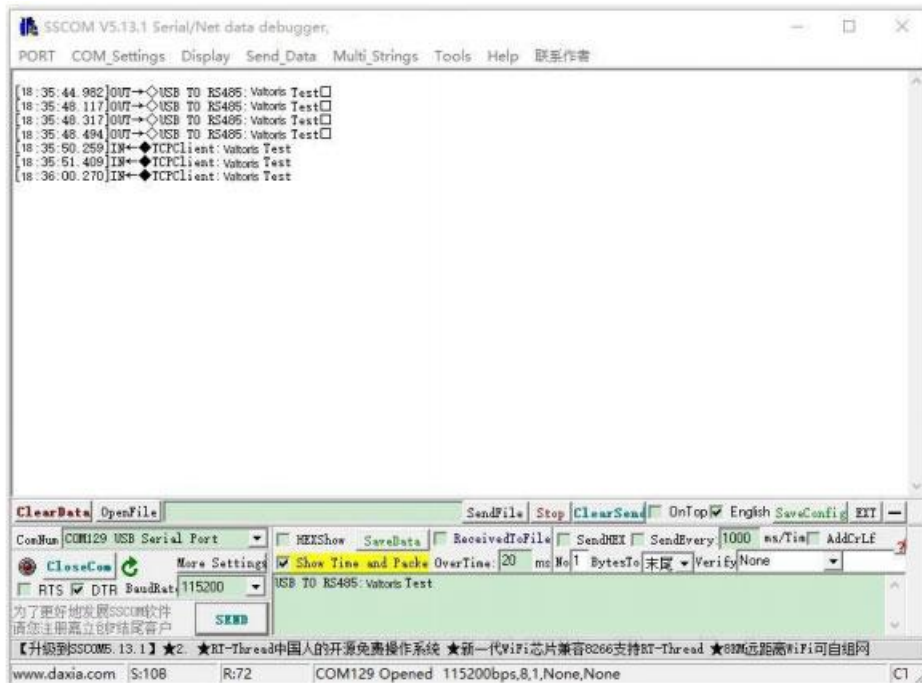 SSCOM V5.13.1 Serial/Net data debugger,
PORT COM_Settings Display Send_Data Multi_Strings Tools Help 联系作者
[18:35:44.982]OUT→◇USB TO RS485: Valtoris Test□
[18:35:48.117]OUT→◇USB TO RS485: Valtoris Test□
[18:35:48.317]OUT→◇USB TO RS485: Valtoris Test□
[18:35:48.494]OUT→◇USB TO RS485: Valtoris Test□
[18:35:50.259]IN←◆TCPClient: Valtoris Test
[18:35:51.409]IN←◆TCPClient: Valtoris Test
[18:36:00.270]IN←◆TCPClient: Valtoris Test
ClearData OpenFile SendFile Stop ClearSend OnTop English SaveConfig EXT —
ComNum COM129 USB Serial Port HEXShow SaveData ReceivedToFile SendHEX SendEvery: 1000 ms/Tim AddCrLf
CloseCom More Settings Show Time and Packe OverTime: 20 ms No 1 BytesTo 末尾 Verify None
RTS DTR BaudRat: 115200 USB TO RS485: Valtoris Test
为了更好地发展SSCOM软件
请您注册嘉立创 结尾客户 SEND
【升级到SSCOM5.13.1】★2. ★RT-Thread中国人的开源免费操作系统 ★新一代WiFi芯片兼容8266支持RT-Thread ★8KM远距离WiFi可自组网
www.daxia.com S:108 R:72 COM129 Opened 115200bps,8,1,None,None